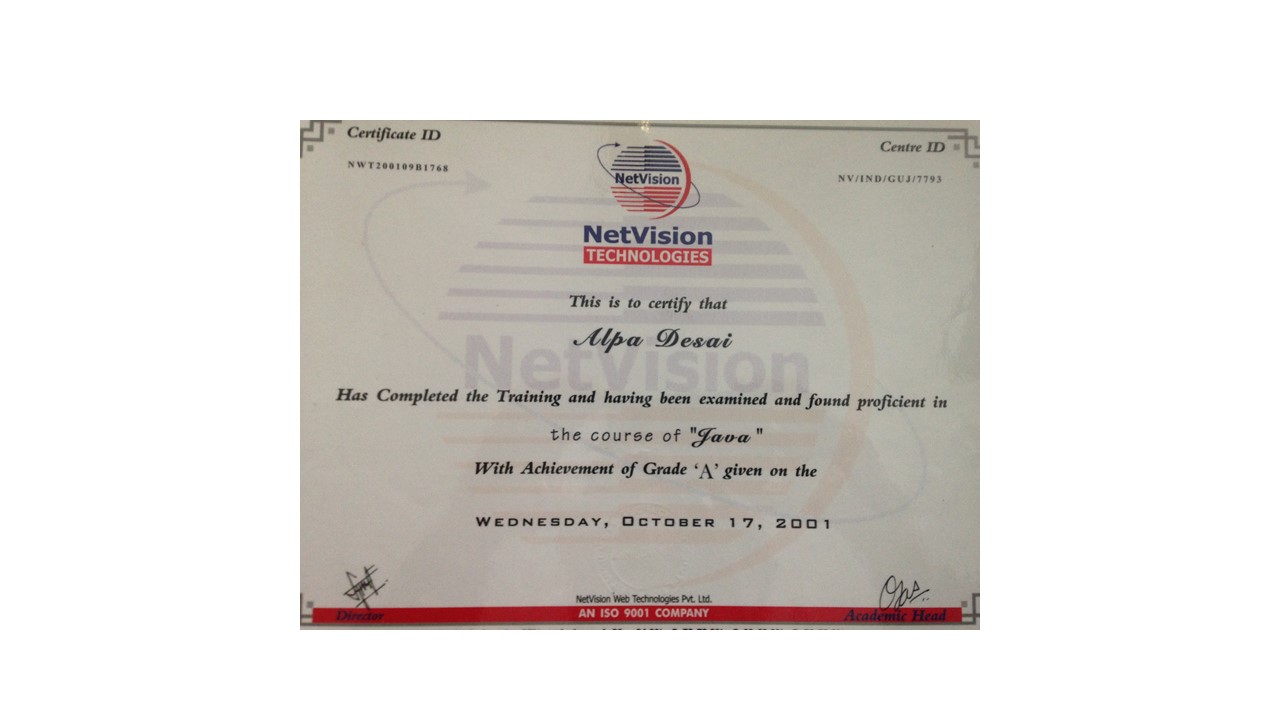 Certificate ID
Centre ID
NWT200109B1768
NV/IND/GUJ/7793
NetVision
NetVision
TECHNOLOGIES
This is to certify that
Alpa Desai
NetVision
Has Completed the Training and having been examined and found proficient in
the course of "Java"
With Achievement of Grade ‘A’ given on the
WEDNESDAY, OCTOBER 17, 2001
NetVision Web Technologies Pvt. Ltd.
AN ISO 9001 COMPANY
Director
Academic Head